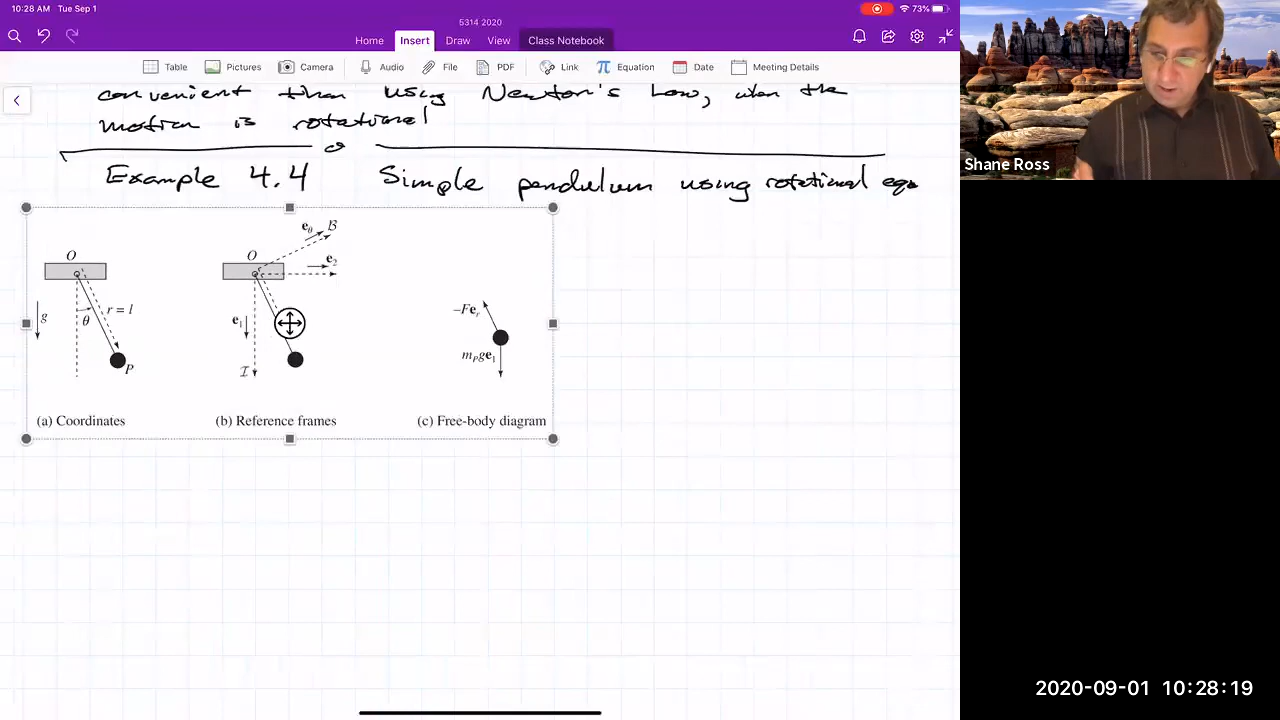 10:28 AM Tue Sep 1
73%
5314 2020
Home Insert Draw View Class Notebook
Table Pictures Camera Audio File PDF Link Equation Date Meeting Details
convenient than using Newton's Law, when the
motion is rotational
Example 4.4 Simple pendulum using rotational eqn
O
g
θ
r = l
P
(a) Coordinates
O
e_θ
B
e_2
e_1
I
(b) Reference frames
–Fe_r
m_P ge_1
(c) Free-body diagram
Shane Ross
2020-09-01 10:28:19